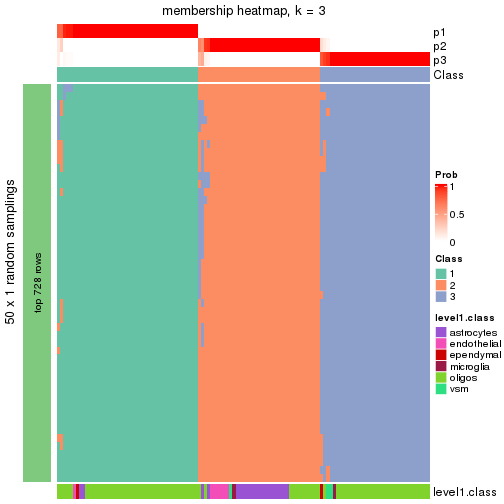 membership heatmap, k = 3
p1
p2
p3
Class
50 x 1 random samplings
top 728 rows
Prob
1
0.5
0
Class
1
2
3
level1.class
astrocytes
endothelial
ependymal
microglia
oligos
vsm
level1.class